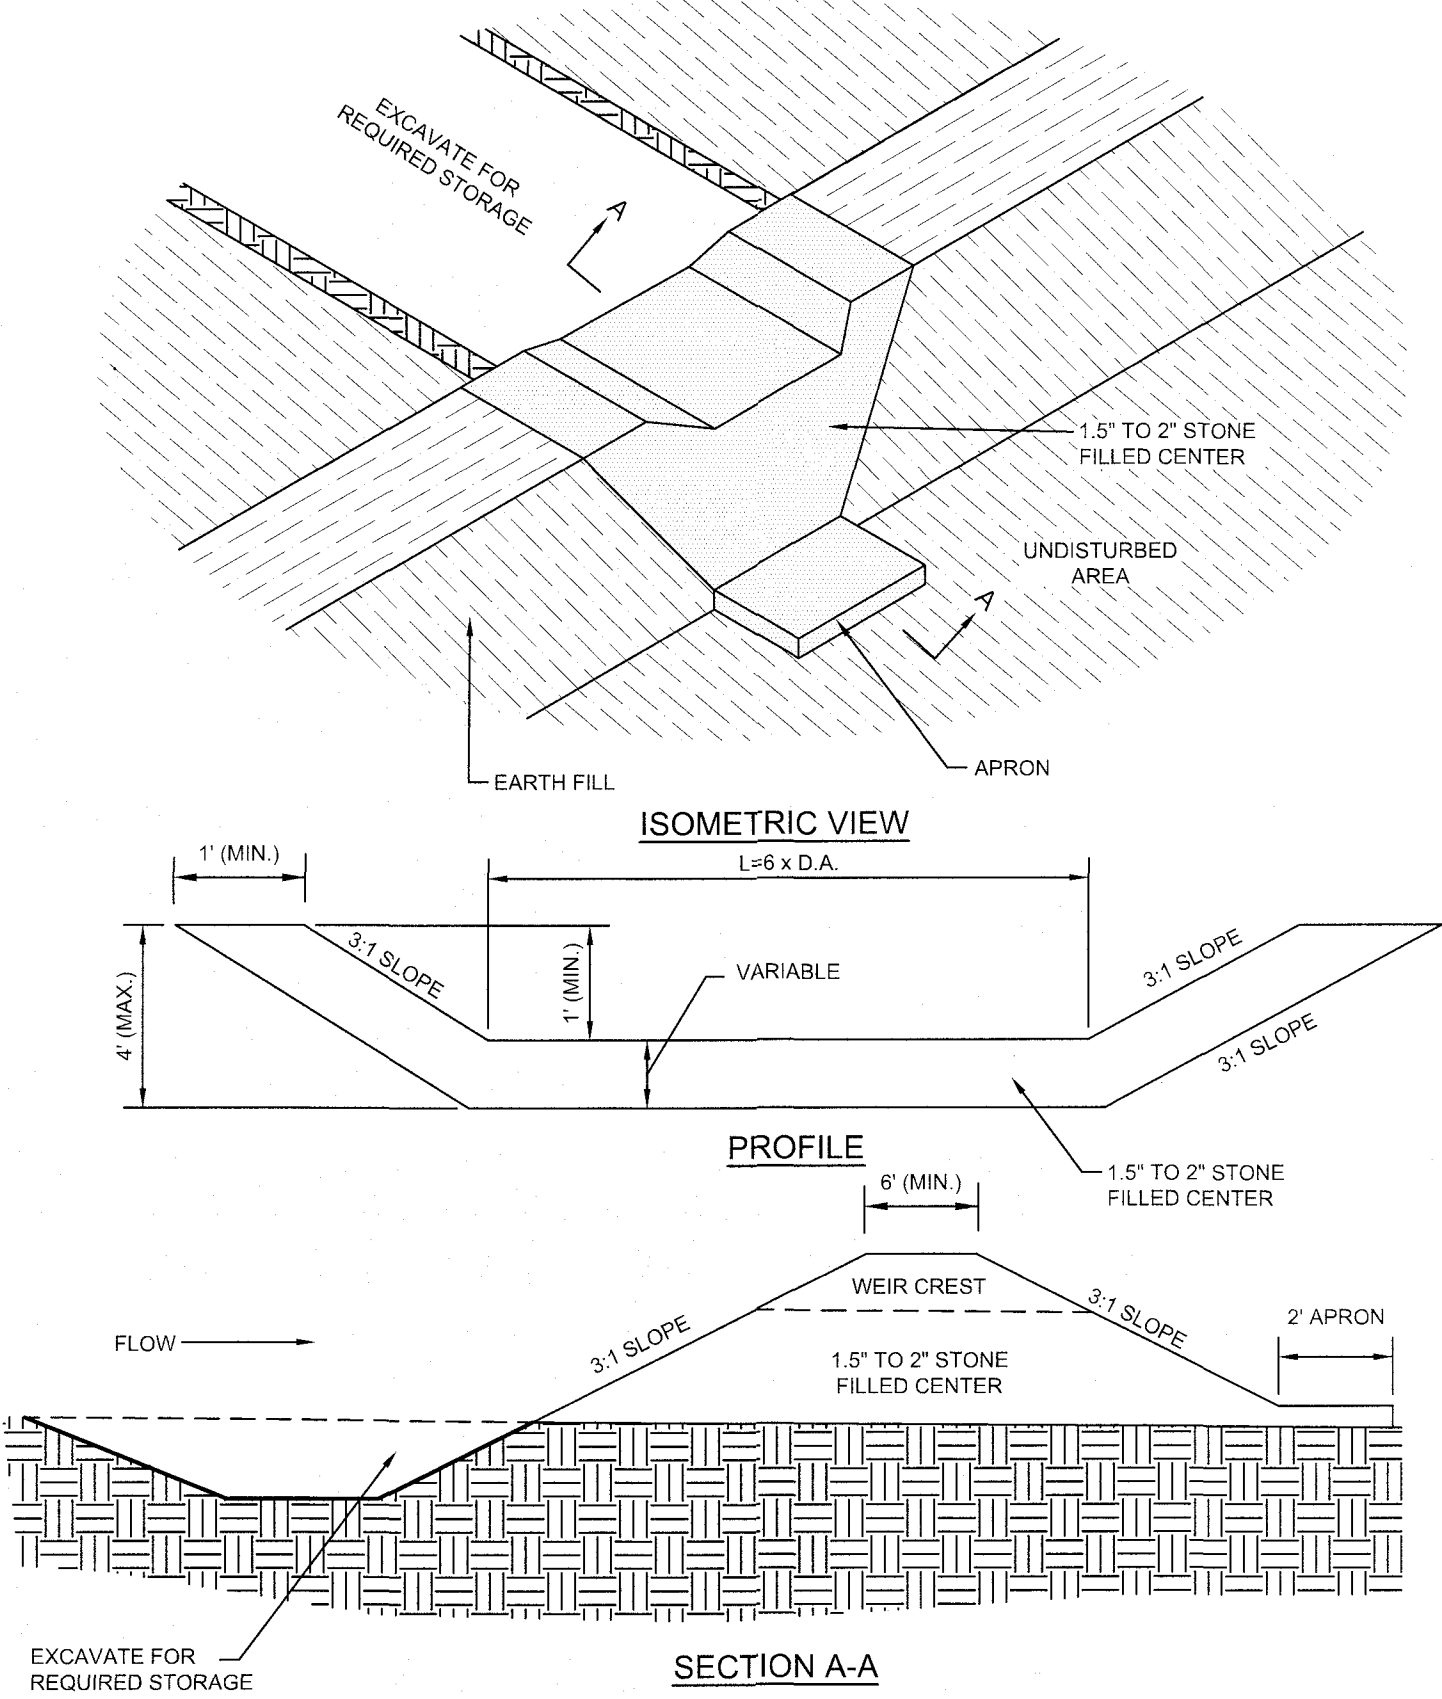 EXCAVATE FOR
REQUIRED STORAGE
A
1.5" TO 2" STONE
FILLED CENTER
UNDISTURBED
AREA
A
APRON
EARTH FILL
ISOMETRIC VIEW
1' (MIN.)
L=6 x D.A.
3:1 SLOPE
1' (MIN.)
VARIABLE
3:1 SLOPE
4' (MAX.)
3:1 SLOPE
PROFILE
1.5" TO 2" STONE
FILLED CENTER
6' (MIN.)
WEIR CREST
3:1 SLOPE
2' APRON
FLOW
3:1 SLOPE
1.5" TO 2" STONE
FILLED CENTER
EXCAVATE FOR
REQUIRED STORAGE
SECTION A-A